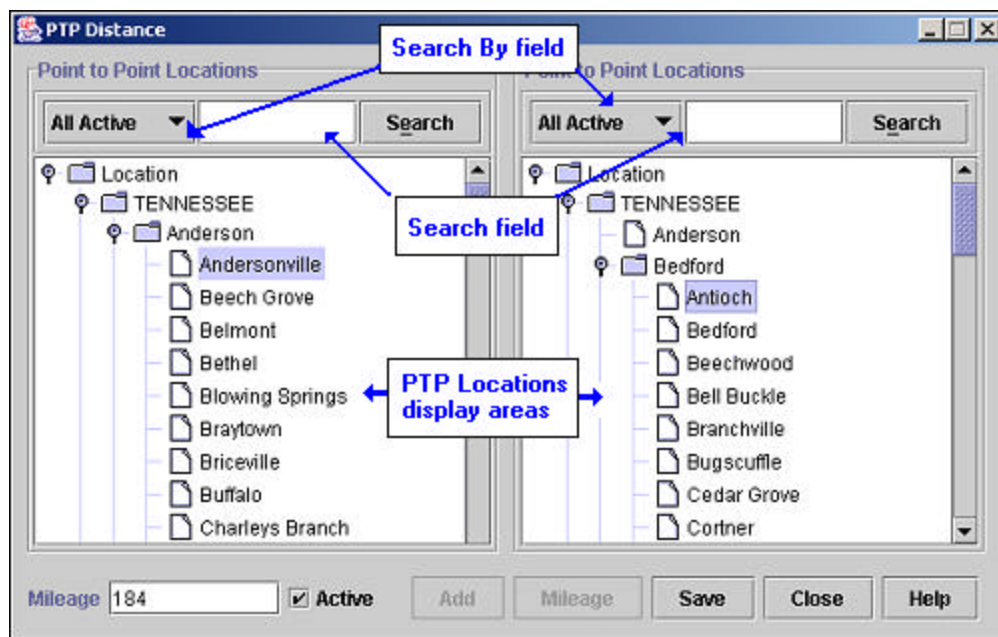 PTP Distance
Search By field
Point to Point Locations
Point to Point Locations
All Active
Search
All Active
Search
Search field
Location
TENNESSEE
Anderson
Andersonville
Beech Grove
Belmont
Bethel
Blowing Springs
Braytown
Briceville
Buffalo
Charleys Branch
PTP Locations
display areas
Location
TENNESSEE
Anderson
Bedford
Antioch
Bedford
Beechwood
Bell Buckle
Branchville
Bugscuffle
Cedar Grove
Cortner
Mileage 184 Active Add Mileage Save Close Help